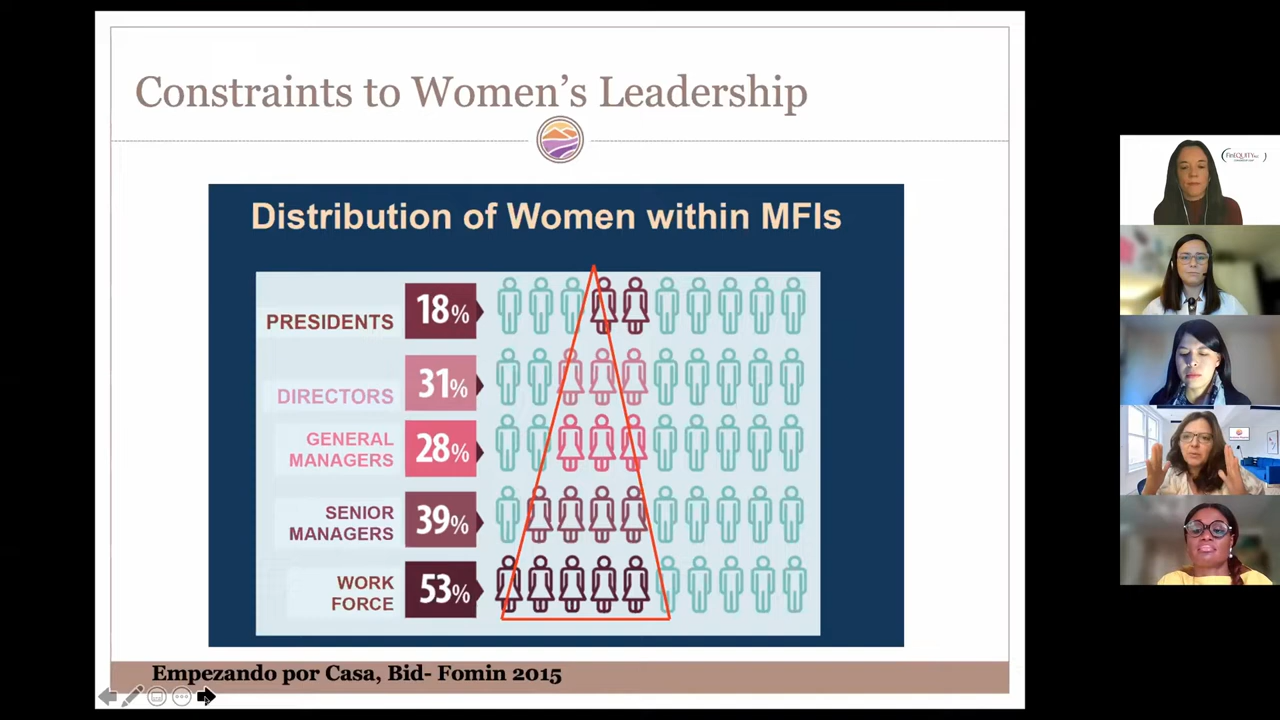 Constraints to Women's Leadership
Distribution of Women within MFIs
PRESIDENTS 18%
DIRECTORS 31%
GENERAL
MANAGERS 28%
SENIOR
MANAGERS 39%
WORK
FORCE 53%
Empezando por Casa, Bid- Fomin 2015
FinEQUITY